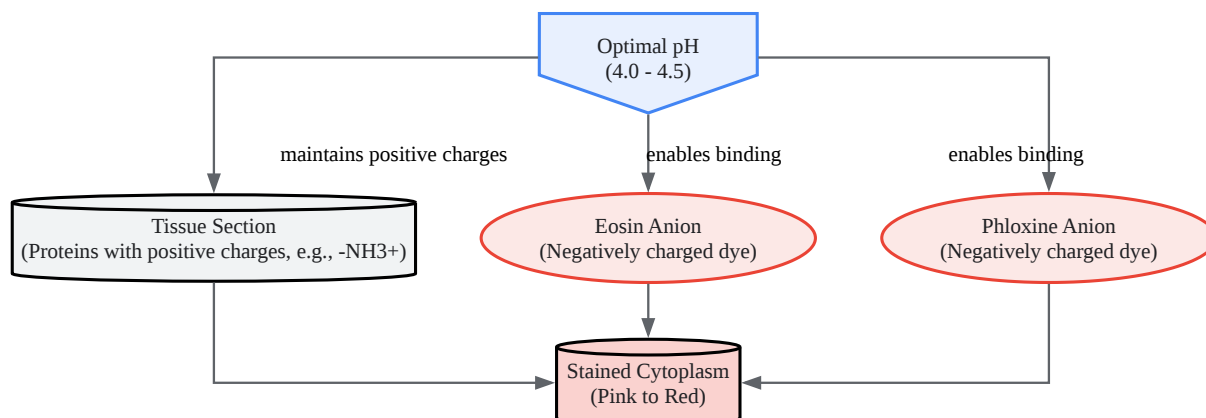 Optimal pH
(4.0 - 4.5)
maintains positive charges
enables binding
enables binding
Tissue Section
(Proteins with positive charges, e.g., -NH3+)
Eosin Anion
(Negatively charged dye)
Phloxine Anion
(Negatively charged dye)
Stained Cytoplasm
(Pink to Red)